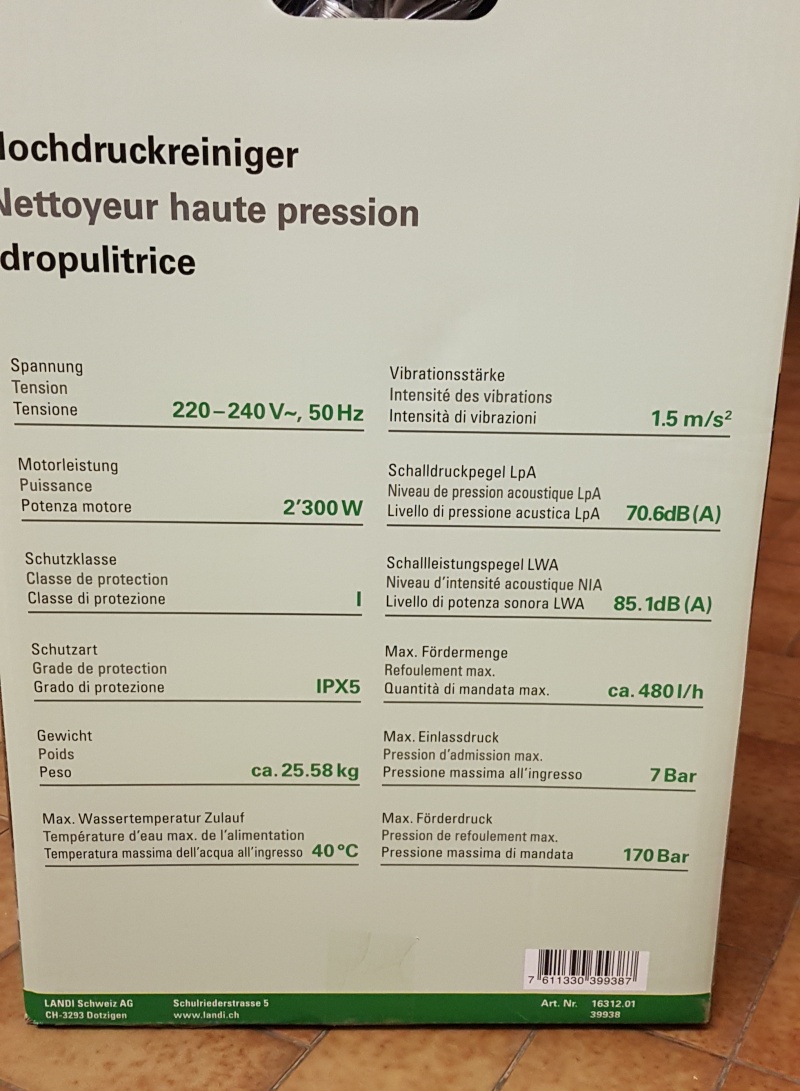 lochdruckreiniger
Nettoyeur haute pression
dropulitrice
Spannung
Tension
Tensione 220–240 V~, 50 Hz
Motorleistung
Puissance
Potenza motore 2'300 W
Schutzklasse
Classe de protection
Classe di protezione I
Schutzart
Grade de protection
Grado di protezione IPX5
Gewicht
Poids
Peso ca. 25.58 kg
Max. Wassertemperatur Zulauf
Température d'eau max. de l'alimentation
Temperatura massima dell'acqua all'ingresso 40 °C
Vibrationsstärke
Intensité des vibrations
Intensità di vibrazioni 1.5 m/s²
Schalldruckpegel LpA
Niveau de pression acoustique LpA
Livello di pressione acustica LpA 70.6dB (A)
Schallleistungspegel LWA
Niveau d'intensité acoustique NIA
Livello di potenza sonora LWA 85.1dB (A)
Max. Fördermenge
Refoulement max.
Quantità di mandata max. ca. 480 l/h
Max. Einlassdruck
Pression d'admission max.
Pressione massima all'ingresso 7 Bar
Max. Förderdruck
Pression de refoulement max.
Pressione massima di mandata 170 Bar
7 611330 399387
LANDI Schweiz AG
CH-3293 Dotzigen
Schulriederstrasse 5
www.landi.ch
Art. Nr. 16312.01
39938